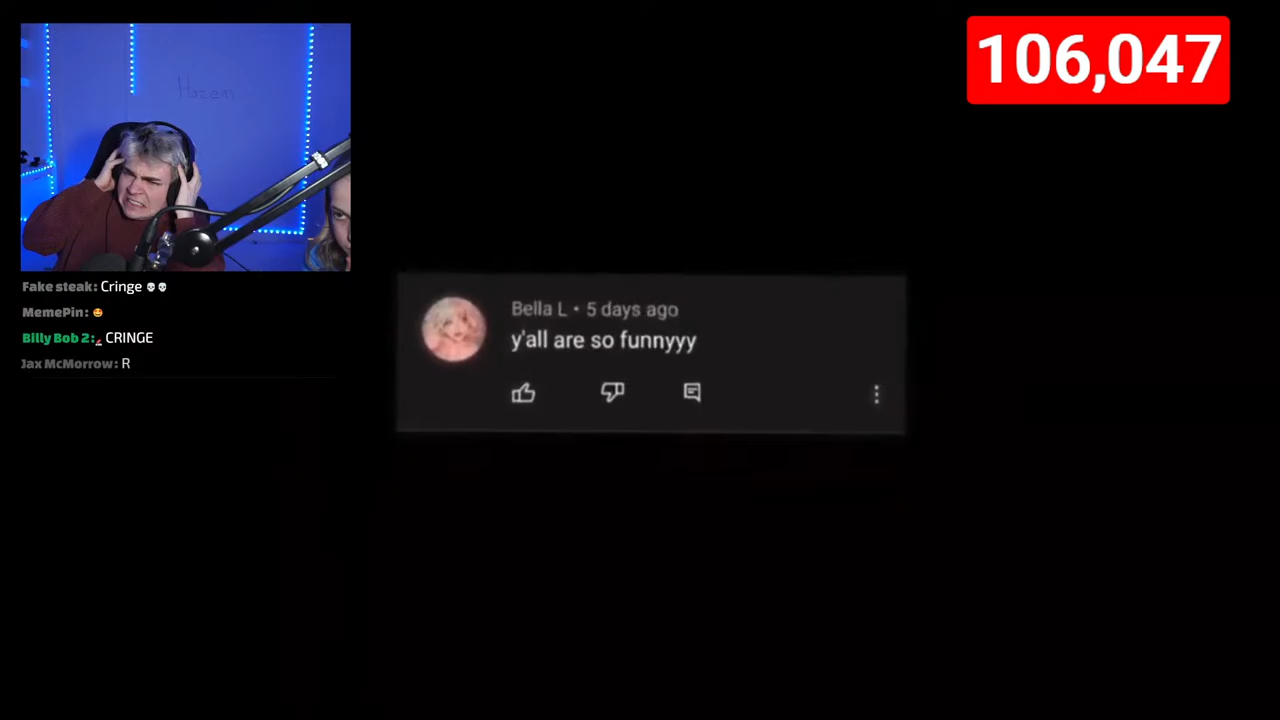 Hazem
106,047
Fake steak: Cringe 💀💀
MemePin: 🤩
Billy Bob 2: CRINGE
Jax McMorrow: R
Bella L • 5 days ago
y'all are so funnyyy